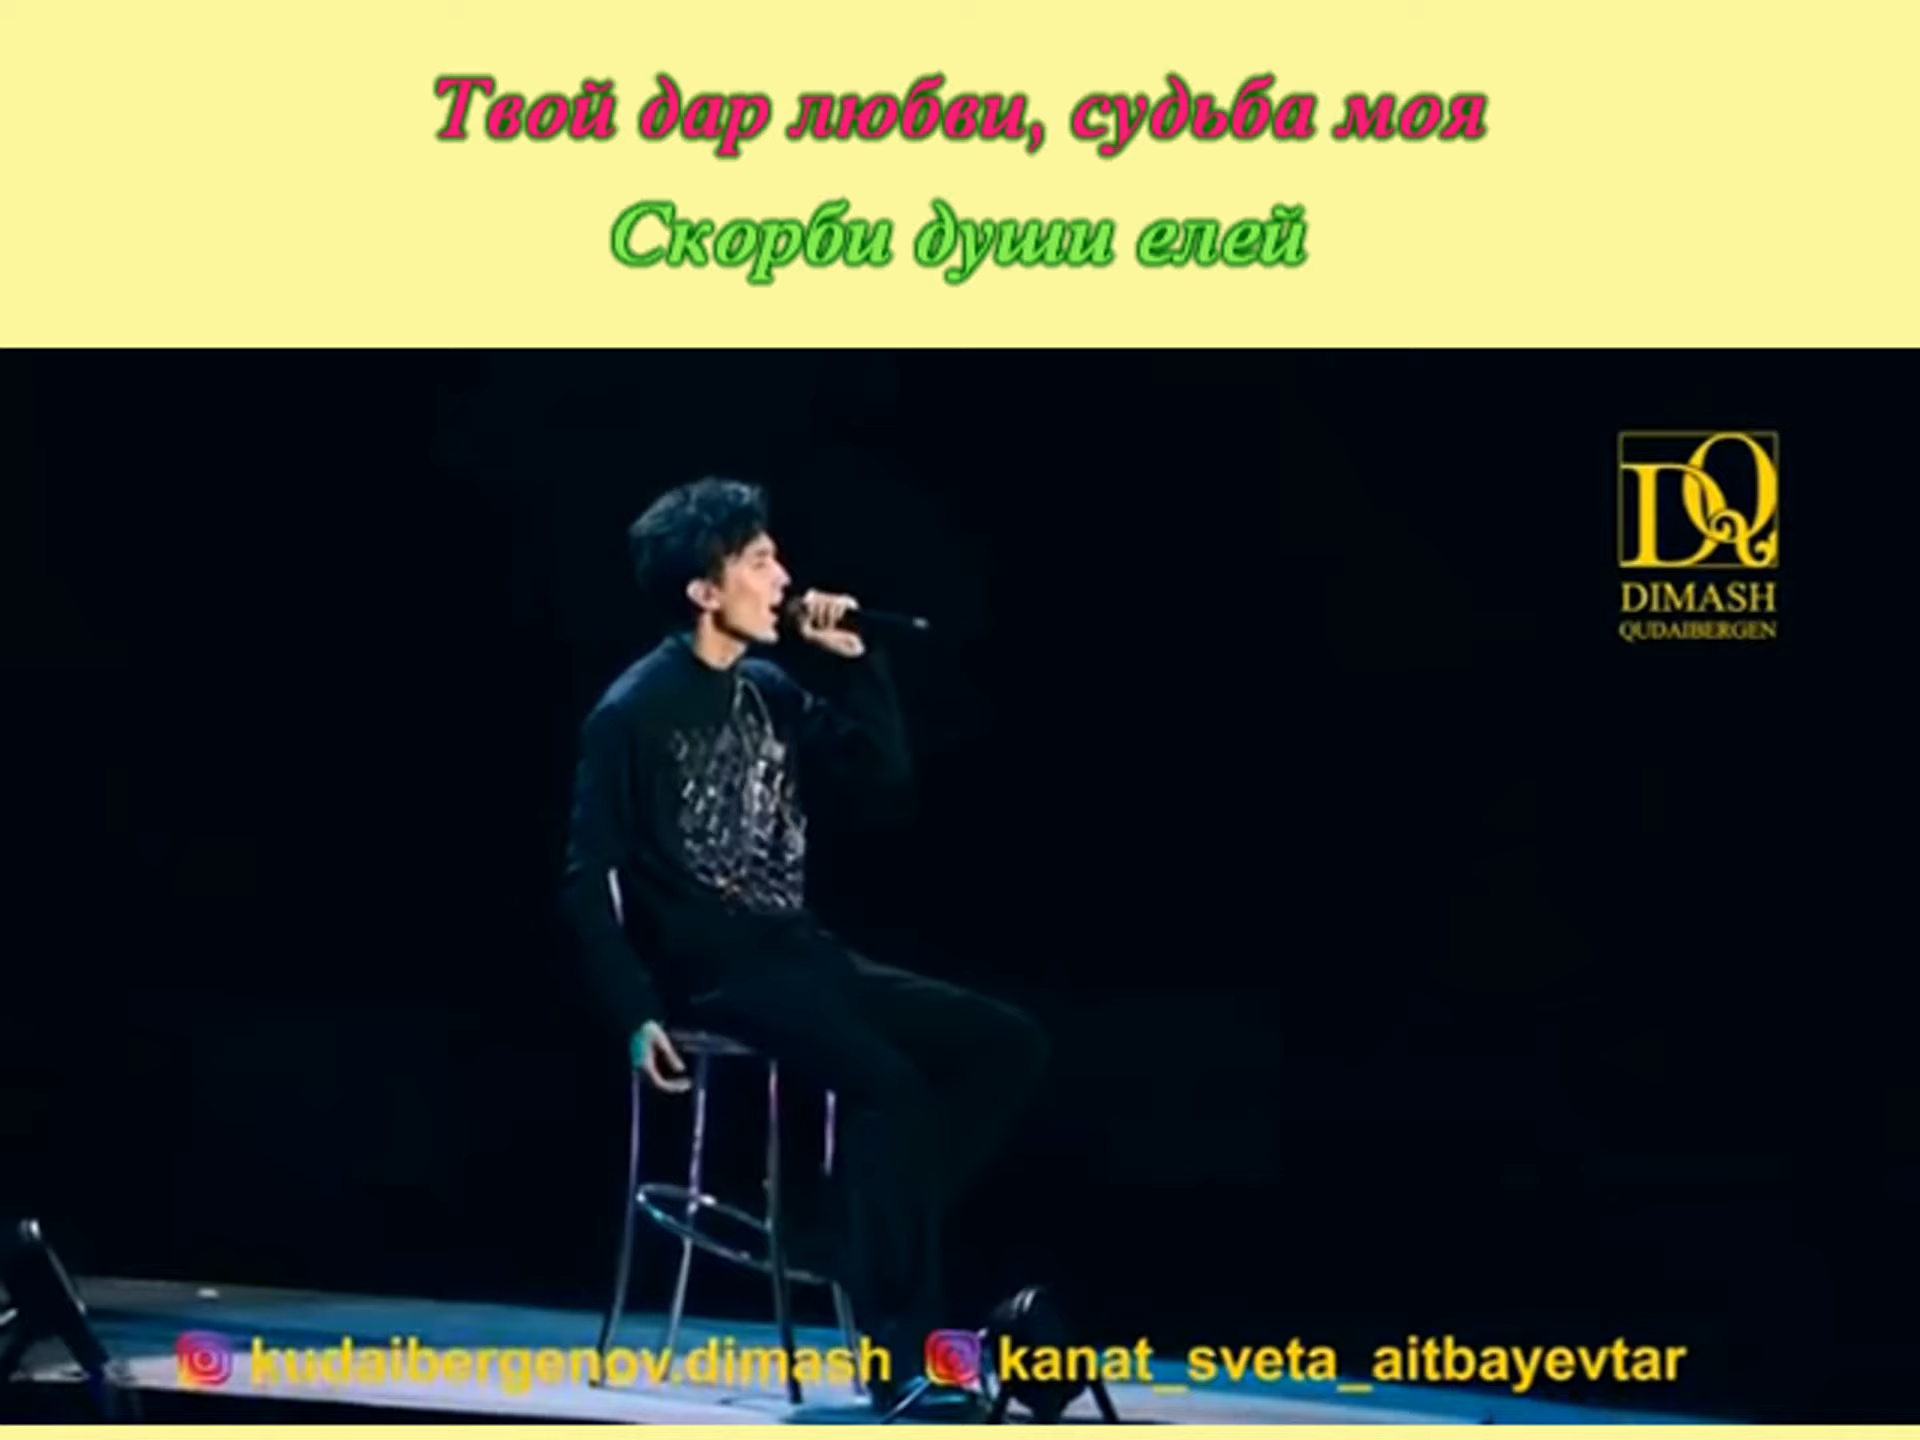 Твой дар любви, судьба моя
Скорби души елей
DQ
DIMASH
QUDAIBERGEN
kudaibergenov.dimash kanat_sveta_aitbayevtar